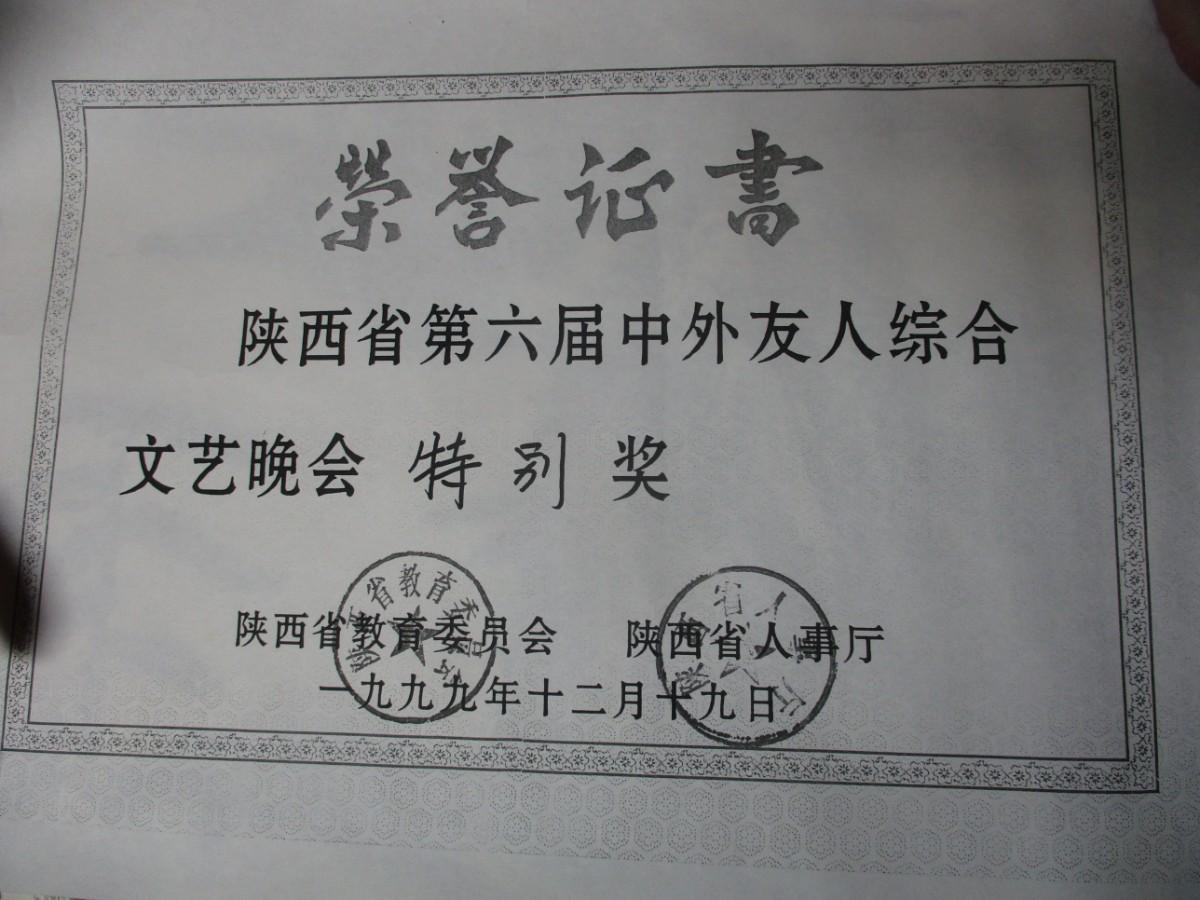 榮誉证書
陕西省第六届中外友人综合
文艺晚会 特别 奖
陕西省教育委员会 陕西省人事厅
一九九九年十二月十九日